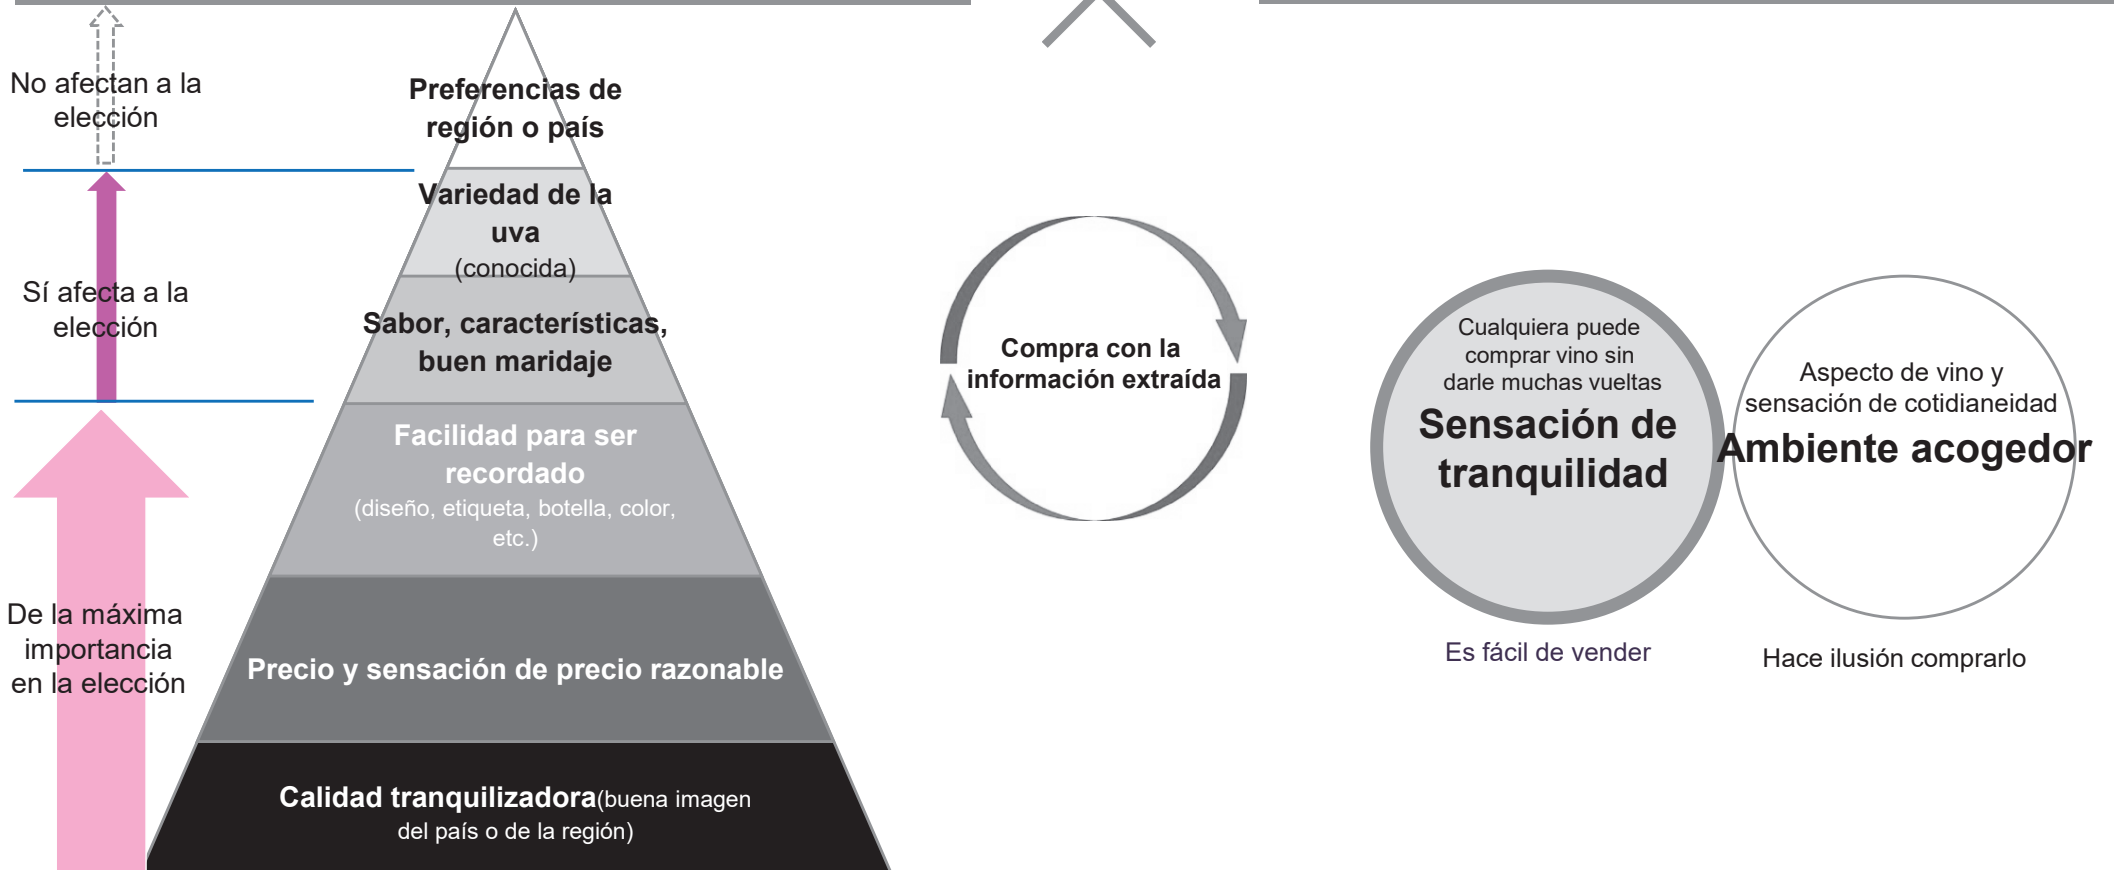 No afectan a la
elección
Preferencias de
región o país
Variedad de la
uva
(conocida)
Sí afecta a la
elección
Sabor, características,
buen maridaje
Facilidad para ser
recordado
(diseño, etiqueta, botella, color,
etc.)
De la máxima
importancia
en la elección
Precio y sensación de precio razonable
Calidad tranquilizadora(buena imagen
del país o de la región)
Compra con la
información extraída
Cualquiera puede
comprar vino sin
darle muchas vueltas
Sensación de
tranquilidad
Es fácil de vender
Aspecto de vino y
sensación de cotidianeidad
Ambiente acogedor
Hace ilusión comprarlo